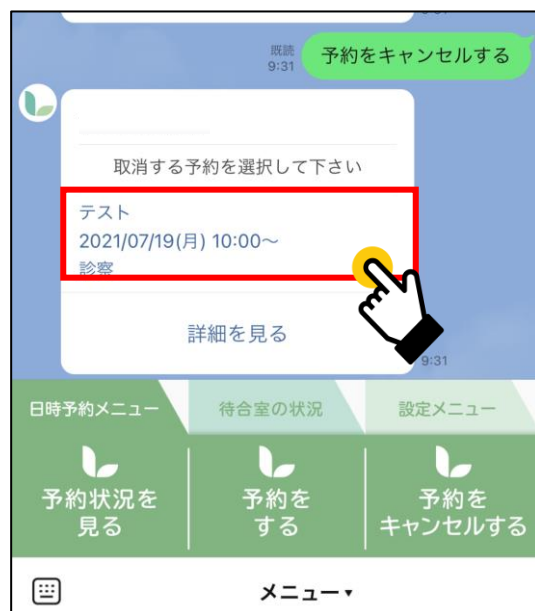 既読
9:31
予約をキャンセルする
取消する予約を選択して下さい
テスト
2021/07/19(月) 10:00～
診察
詳細を見る
9:31
日時予約メニュー
待合室の状況
設定メニュー
予約状況を
見る
予約を
する
予約を
キャンセルする
メニュー▼